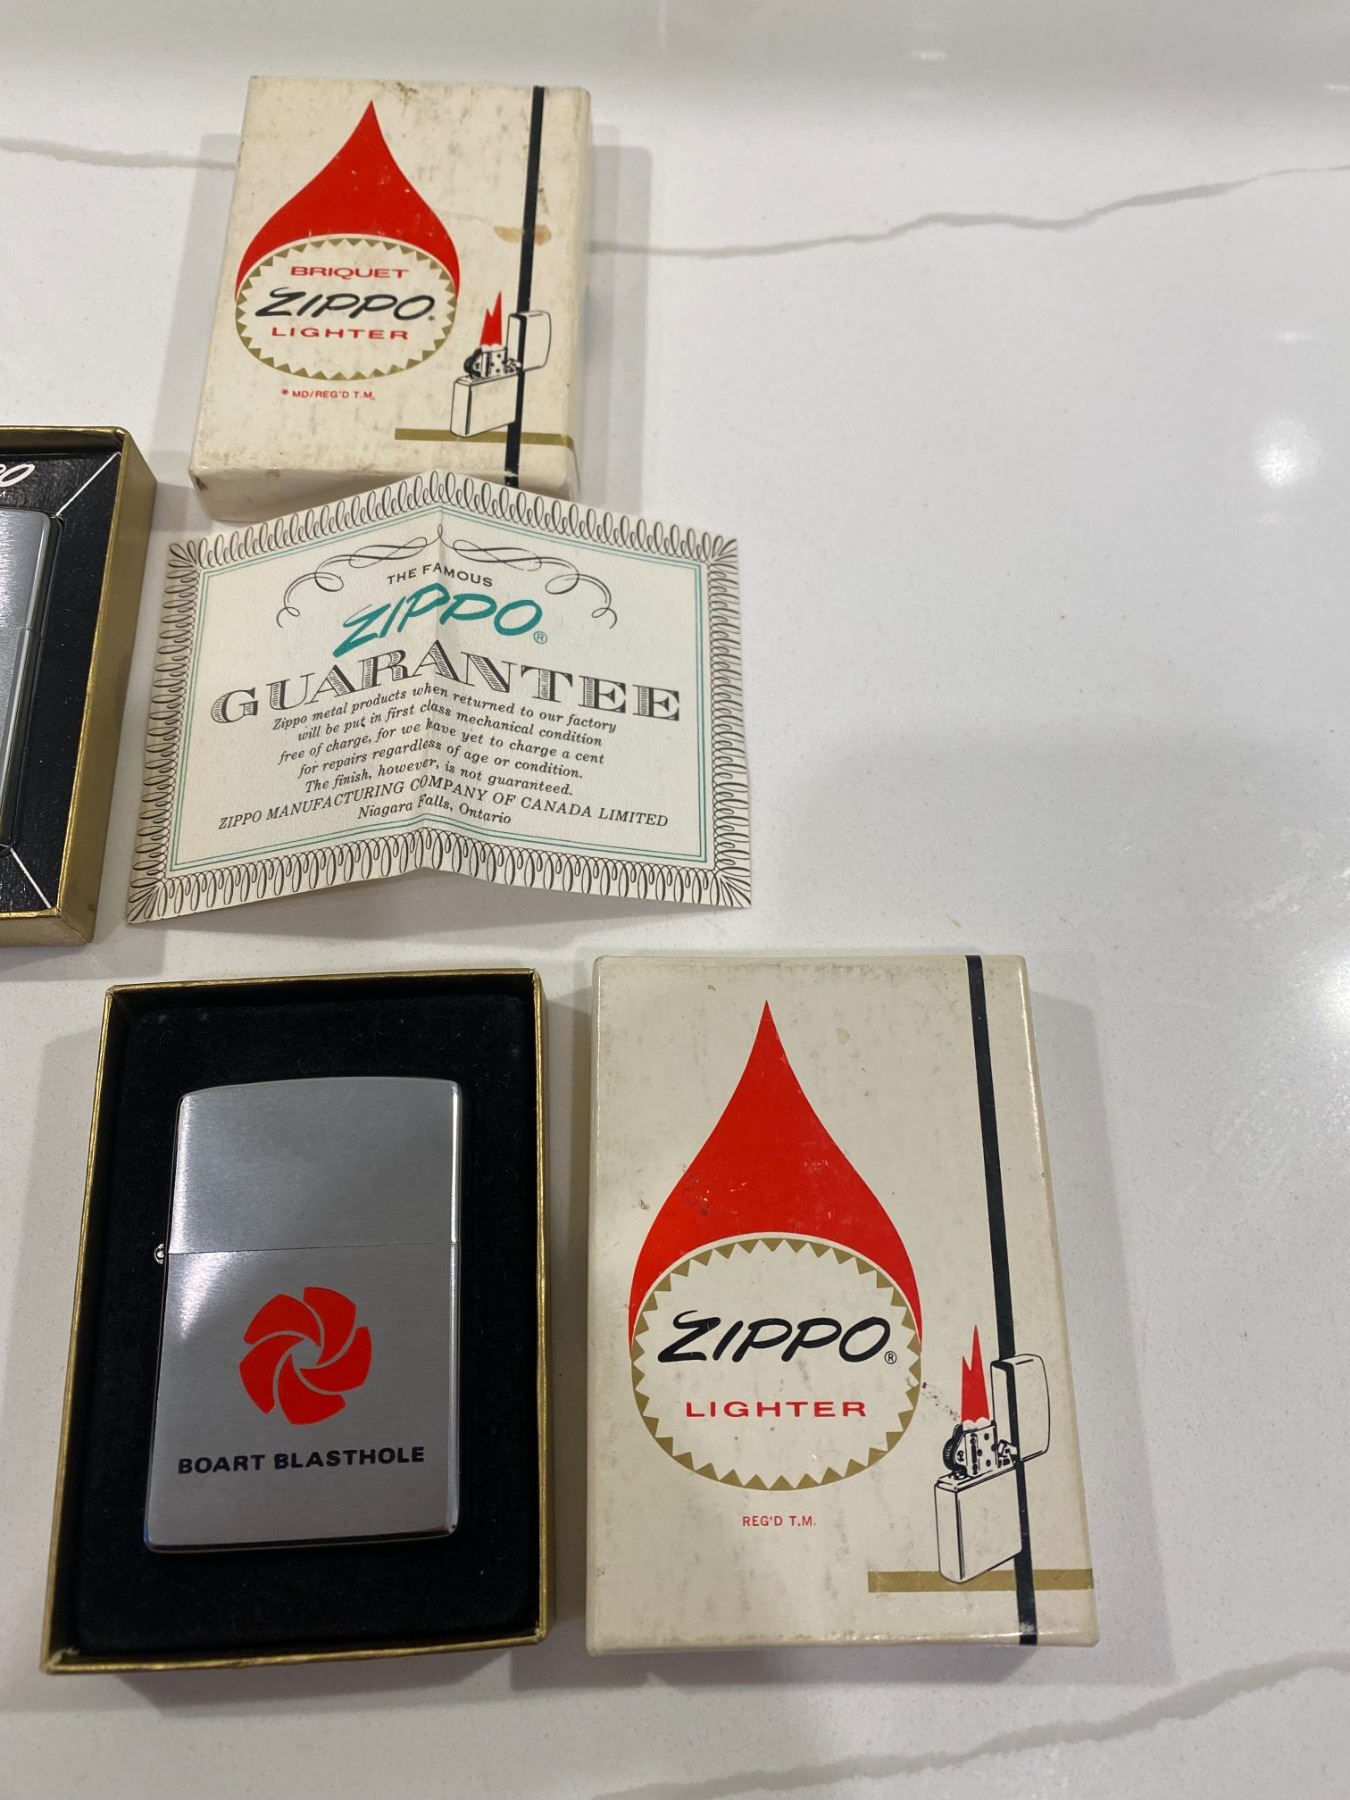 BRIQUET
ZIPPO*
LIGHTER
* MD/REG'D T.M.
THE FAMOUS
ZIPPO®
GUARANTEE
Zippo metal products when returned to our factory
will be put in first class mechanical condition
free of charge, for we have yet to charge a cent
for repairs regardless of age or condition.
The finish, however, is not guaranteed.
ZIPPO MANUFACTURING COMPANY OF CANADA LIMITED
Niagara Falls, Ontario
BOART BLASTHOLE
ZIPPO®
LIGHTER
REG'D T.M.